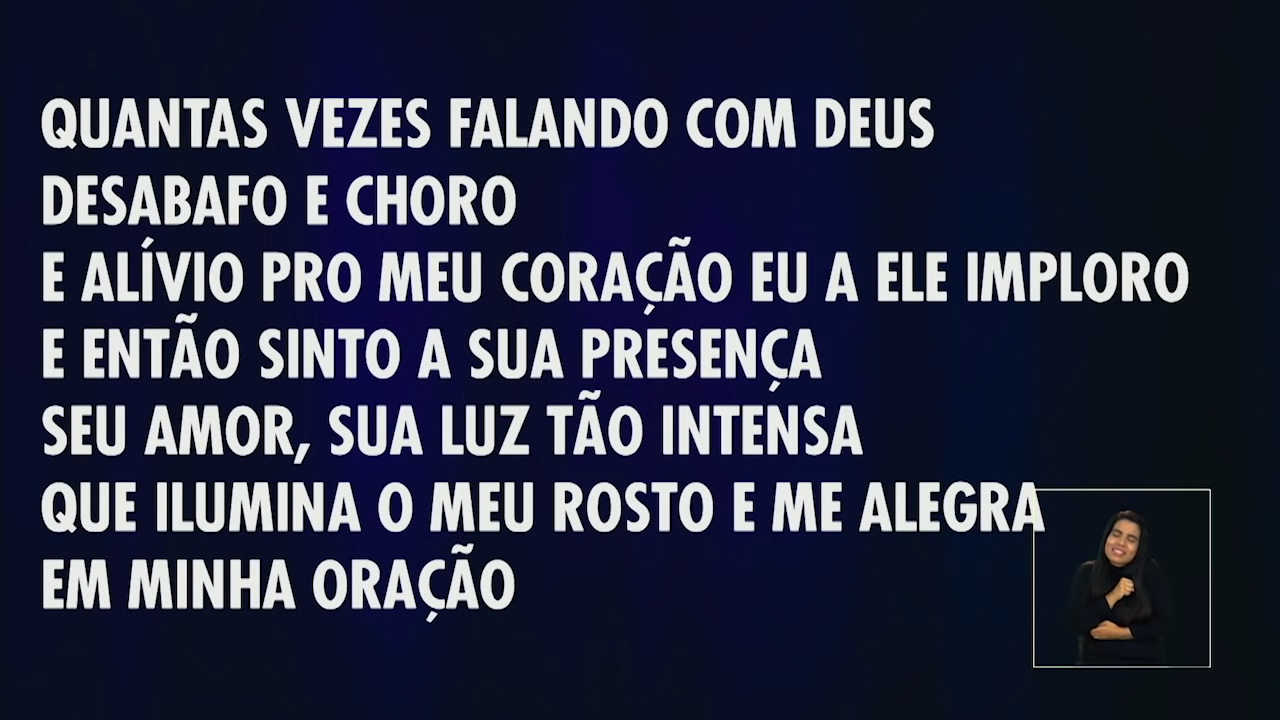 QUANTAS VEZES FALANDO COM DEUS
DESABAFO E CHORO
E ALÍVIO PRO MEU CORAÇÃO EU A ELE IMPLORO
E ENTÃO SINTO A SUA PRESENÇA
SEU AMOR, SUA LUZ TÃO INTENSA
QUE ILUMINA O MEU ROSTO E ME ALEGRA
EM MINHA ORAÇÃO